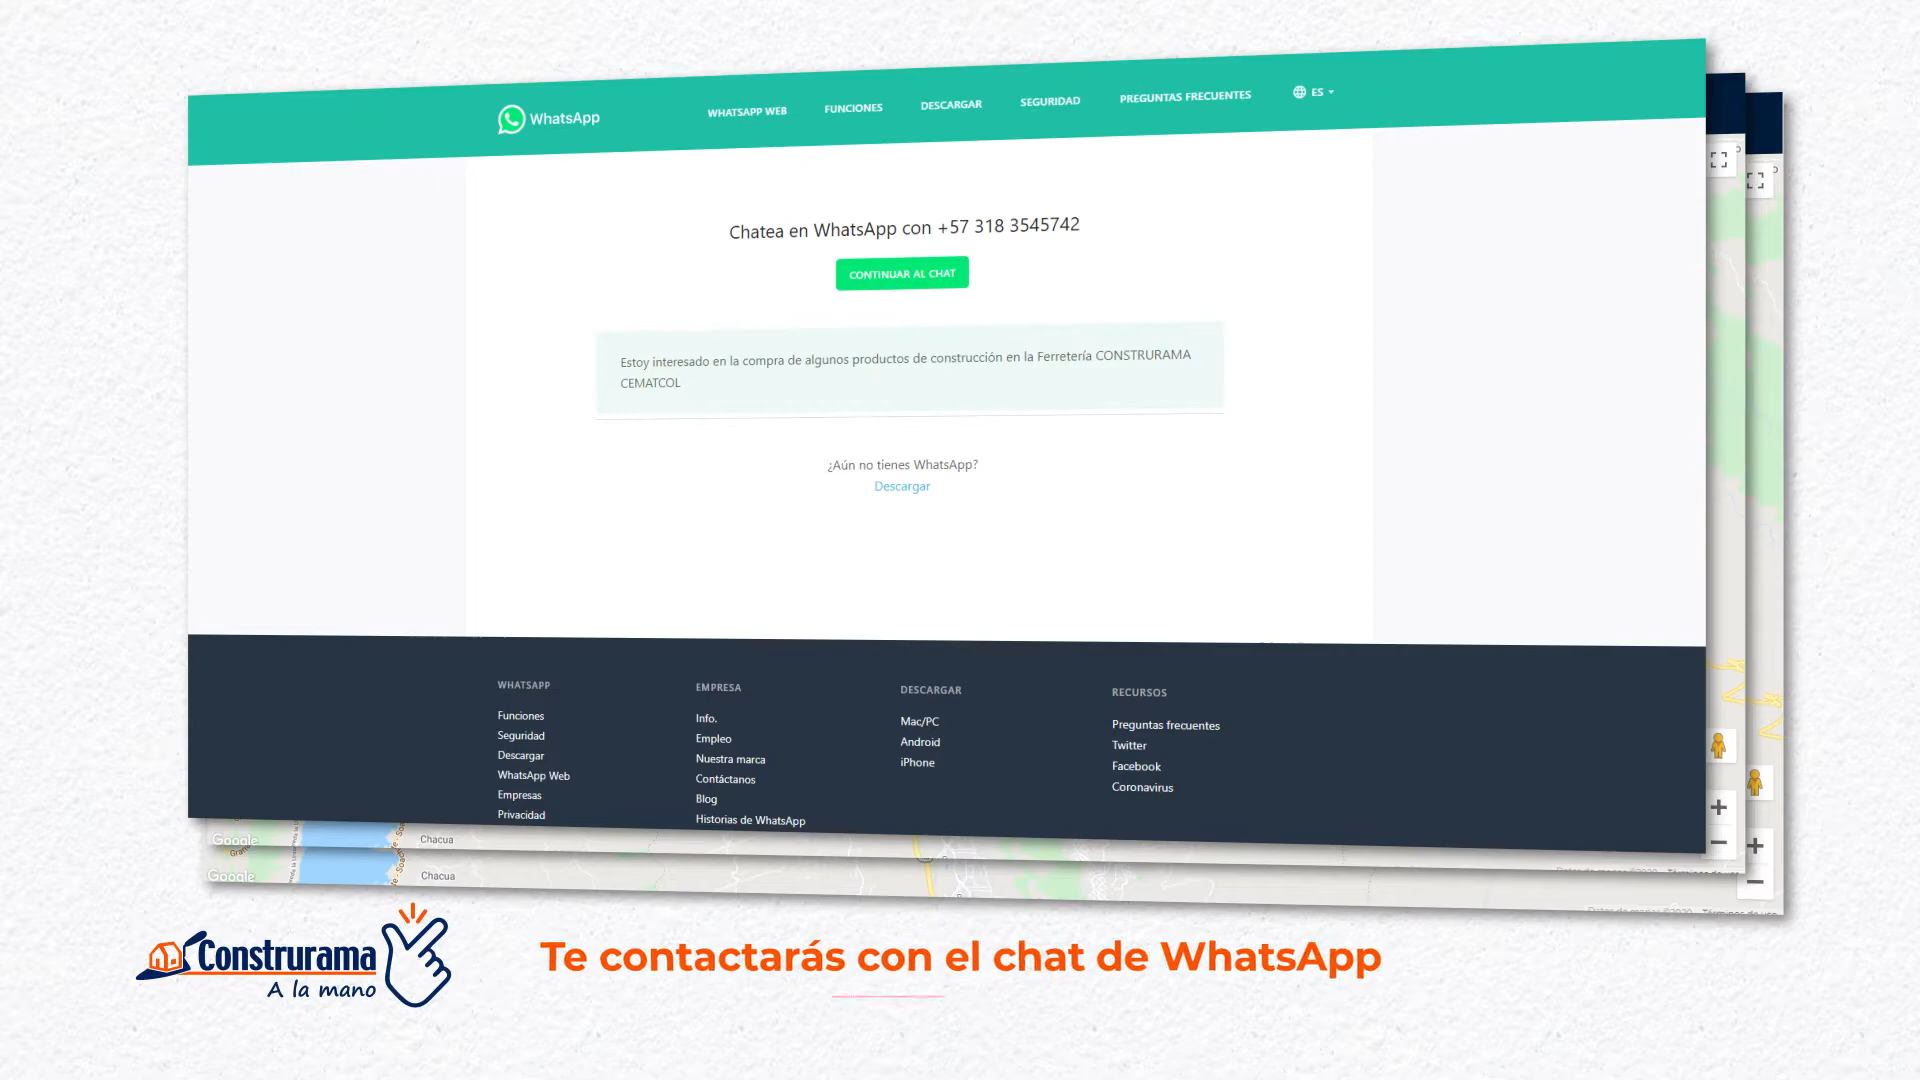 WhatsApp
WHATSAPP WEB
FUNCIONES
DESCARGAR
SEGURIDAD
PREGUNTAS FRECUENTES
ES
Chatea en WhatsApp con +57 318 3545742
CONTINUAR AL CHAT
Estoy interesado en la compra de algunos productos de construcción en la Ferretería CONSTRURAMA
CEMATCOL
¿Aún no tienes WhatsApp?
Descargar
WHATSAPP
Funciones
Seguridad
Descargar
WhatsApp Web
Empresas
Privacidad
EMPRESA
Info.
Empleo
Nuestra marca
Contáctanos
Blog
Historias de WhatsApp
DESCARGAR
Mac/PC
Android
iPhone
RECURSOS
Preguntas frecuentes
Twitter
Facebook
Coronavirus
Google
Chacua
Google
Chacua
Construrama
A la mano
Te contactarás con el chat de WhatsApp